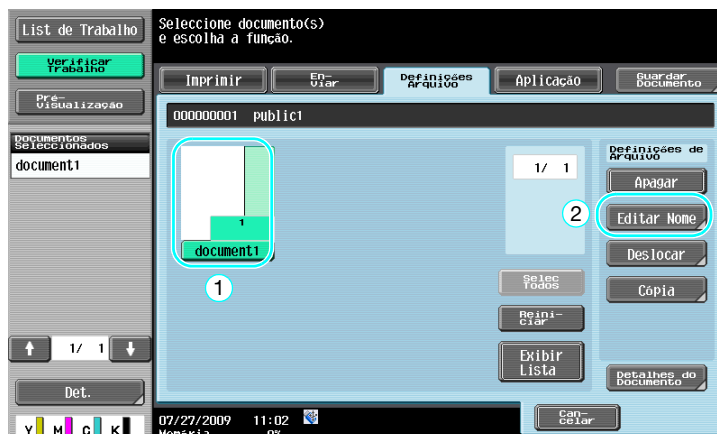 List de Trabalho
Verificar
Trabalho
Pré-
Visualização
Documentos
Seleccionados
document1
1/ 1
Det.
Y M C K
Seleccione documento(s)
e escolha a função.
Imprimir
En-
viar
Definições
Arquivo
Aplicação
Guardar
Documento
000000001 public1
1
document1
1
1/ 1
2
Selec
Todos
Reini-
ciar
Exibir
Lista
Definições de
Arquivo
Apagar
Editar Nome
Deslocar
Cópia
Detalhes do
Documento
07/27/2009 11:02
Memória 0%
Can-
celar